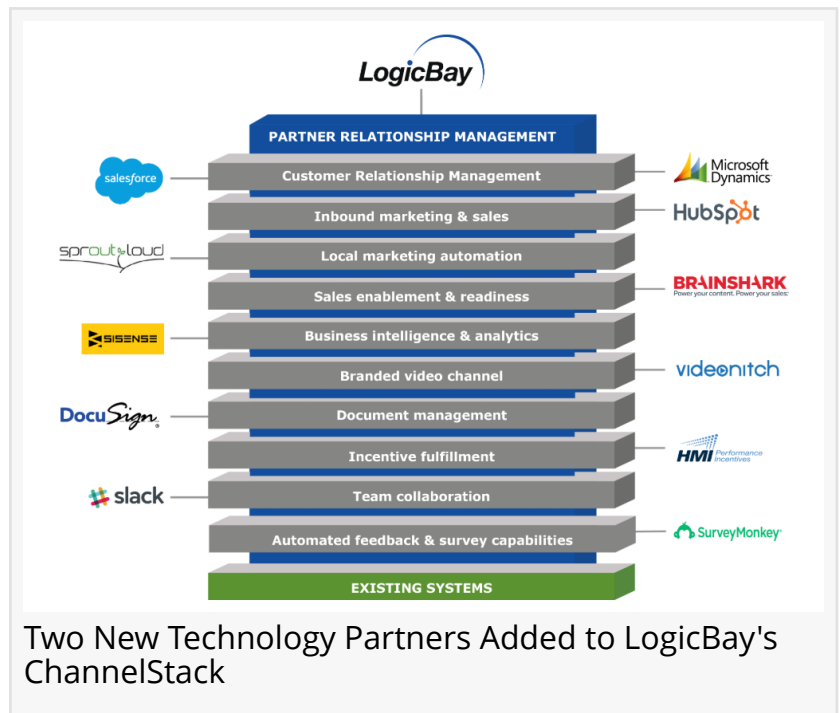 LogicBay
PARTNER RELATIONSHIP MANAGEMENT
salesforce
Customer Relationship Management
Microsoft
Dynamics
Inbound marketing & sales
HubSpot
sproutloud
Local marketing automation
Sales enablement & readiness
BRAINSHARK
Power your content. Power your sales.
SISENSE
Business intelligence & analytics
Branded video channel
videonitch
DocuSign
Document management
Incentive fulfillment
HMI Performance
Incentives
slack
Team collaboration
Automated feedback & survey capabilities
SurveyMonkey
EXISTING SYSTEMS
Two New Technology Partners Added to LogicBay's
ChannelStack